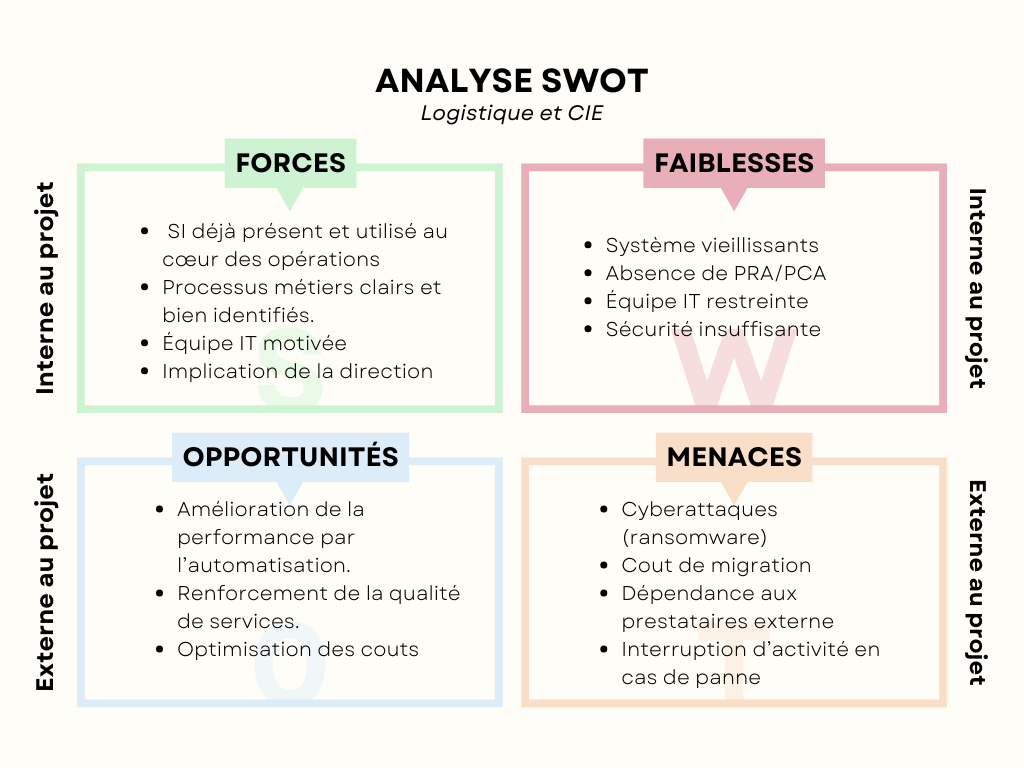 ANALYSE SWOT
Logistique et CIE
Interne au projet
FORCES
• SI déjà présent et utilisé au
cœur des opérations
• Processus métiers clairs et
bien identifiés.
• Équipe IT motivée
• Implication de la direction
S
FAIBLESSES
• Système vieillissants
• Absence de PRA/PCA
• Équipe IT restreinte
• Sécurité insuffisante
W
Interne au projet
Externe au projet
OPPORTUNITÉS
• Amélioration de la
performance par
l’automatisation.
• Renforcement de la qualité
de services.
• Optimisation des couts
O
MENACES
• Cyberattaques
(ransomware)
• Cout de migration
• Dépendance aux
prestataires externe
• Interruption d’activité en
cas de panne
T
Externe au projet